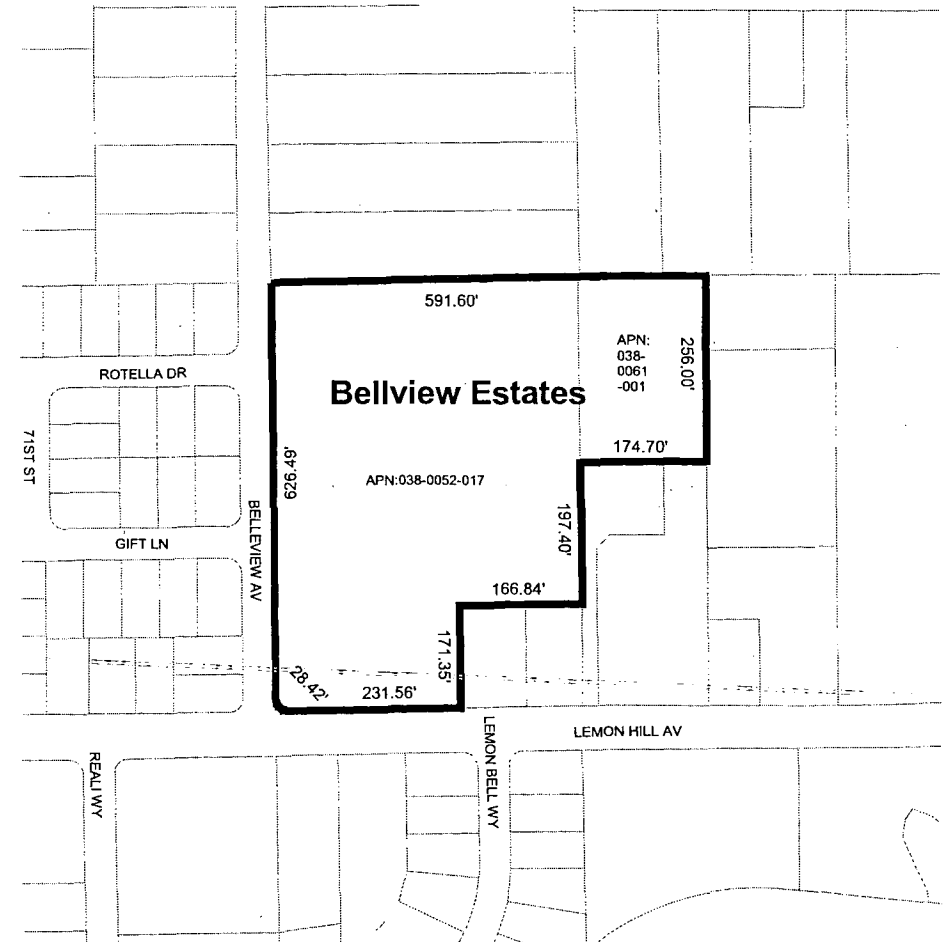 591.60'
APN:
038-
0061
-001
256.00'
ROTELLA DR
Bellview Estates
71ST ST
174.70'
626.49'
APN:038-0052-017
BELLEVIEW AV
197.40'
GIFT LN
166.84'
171.35'
28.42'
231.56'
LEMON HILL AV
LEMON BELL WY
REALI WY